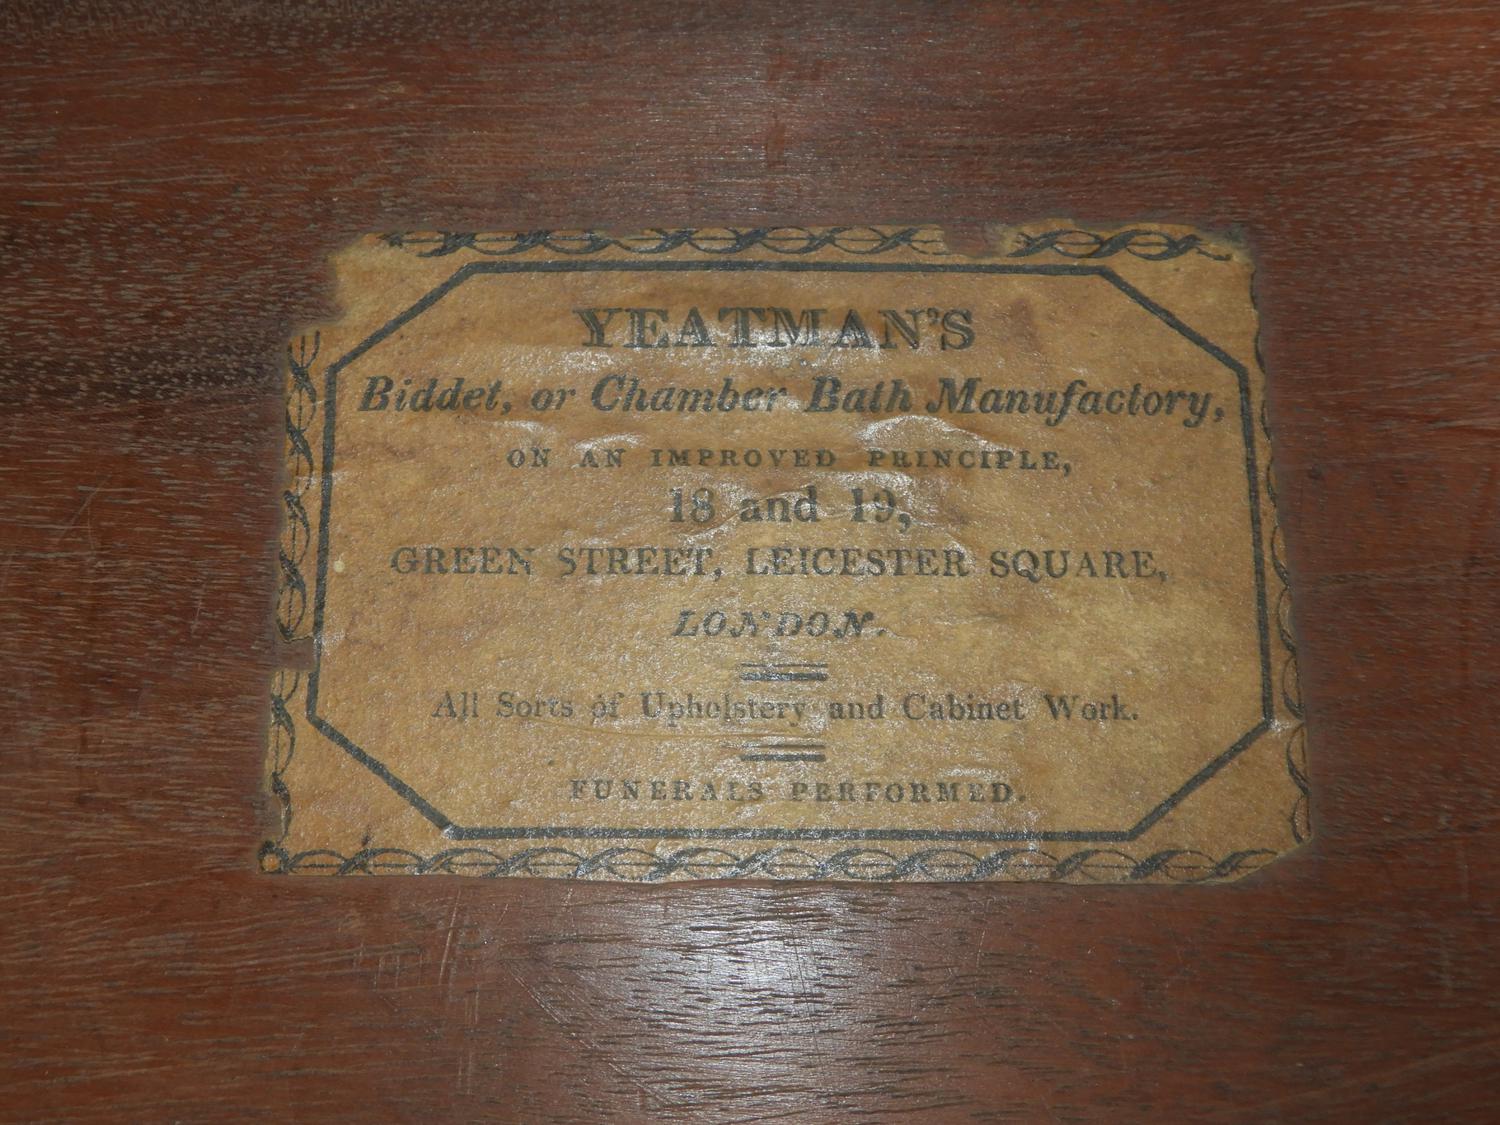 YEATMAN'S
Biddet, or Chamber Bath Manufactory,
ON AN IMPROVED PRINCIPLE,
18 and 19,
GREEN STREET, LEICESTER SQUARE,
LONDON.
All Sorts of Upholstery and Cabinet Work.
FUNERALS PERFORMED.